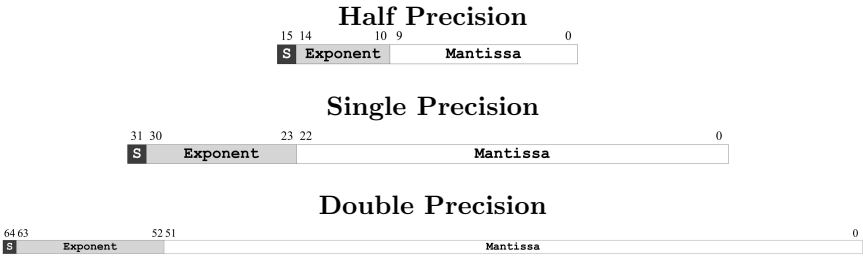 Half Precision
15 14 10 9 0
S Exponent Mantissa
Single Precision
31 30 23 22 0
S Exponent Mantissa
Double Precision
64 63 52 51 0
S Exponent Mantissa